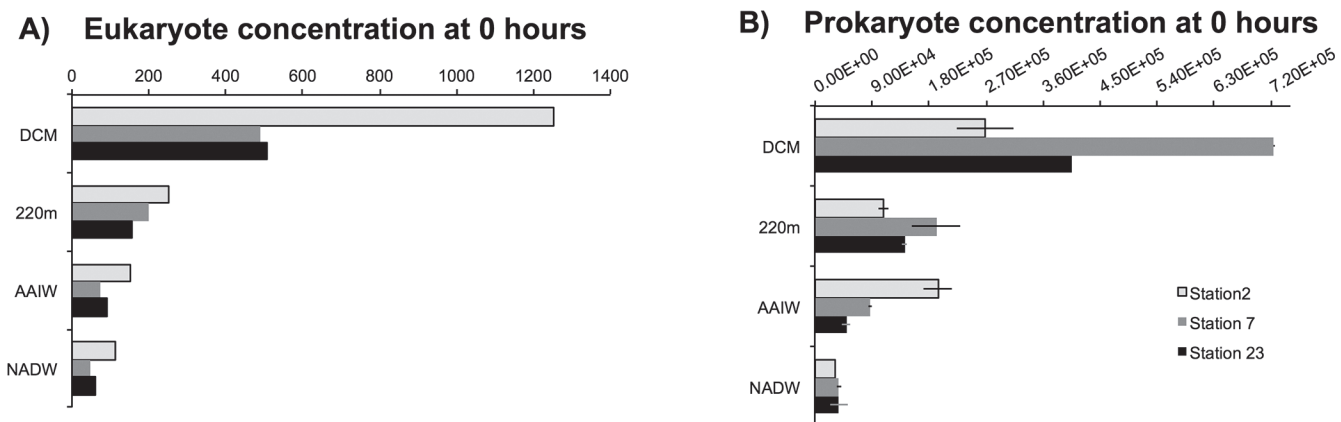 A) Eukaryote concentration at 0 hours
0 200 400 600 800 1000 1200 1400
DCM
220m
AAIW
NADW
B) Prokaryote concentration at 0 hours
0.00E+00 9.00E+04 1.80E+05 2.70E+05 3.60E+05 4.50E+05 5.40E+05 6.30E+05 7.20E+05
DCM
220m
AAIW
NADW
Station2
Station 7
Station 23